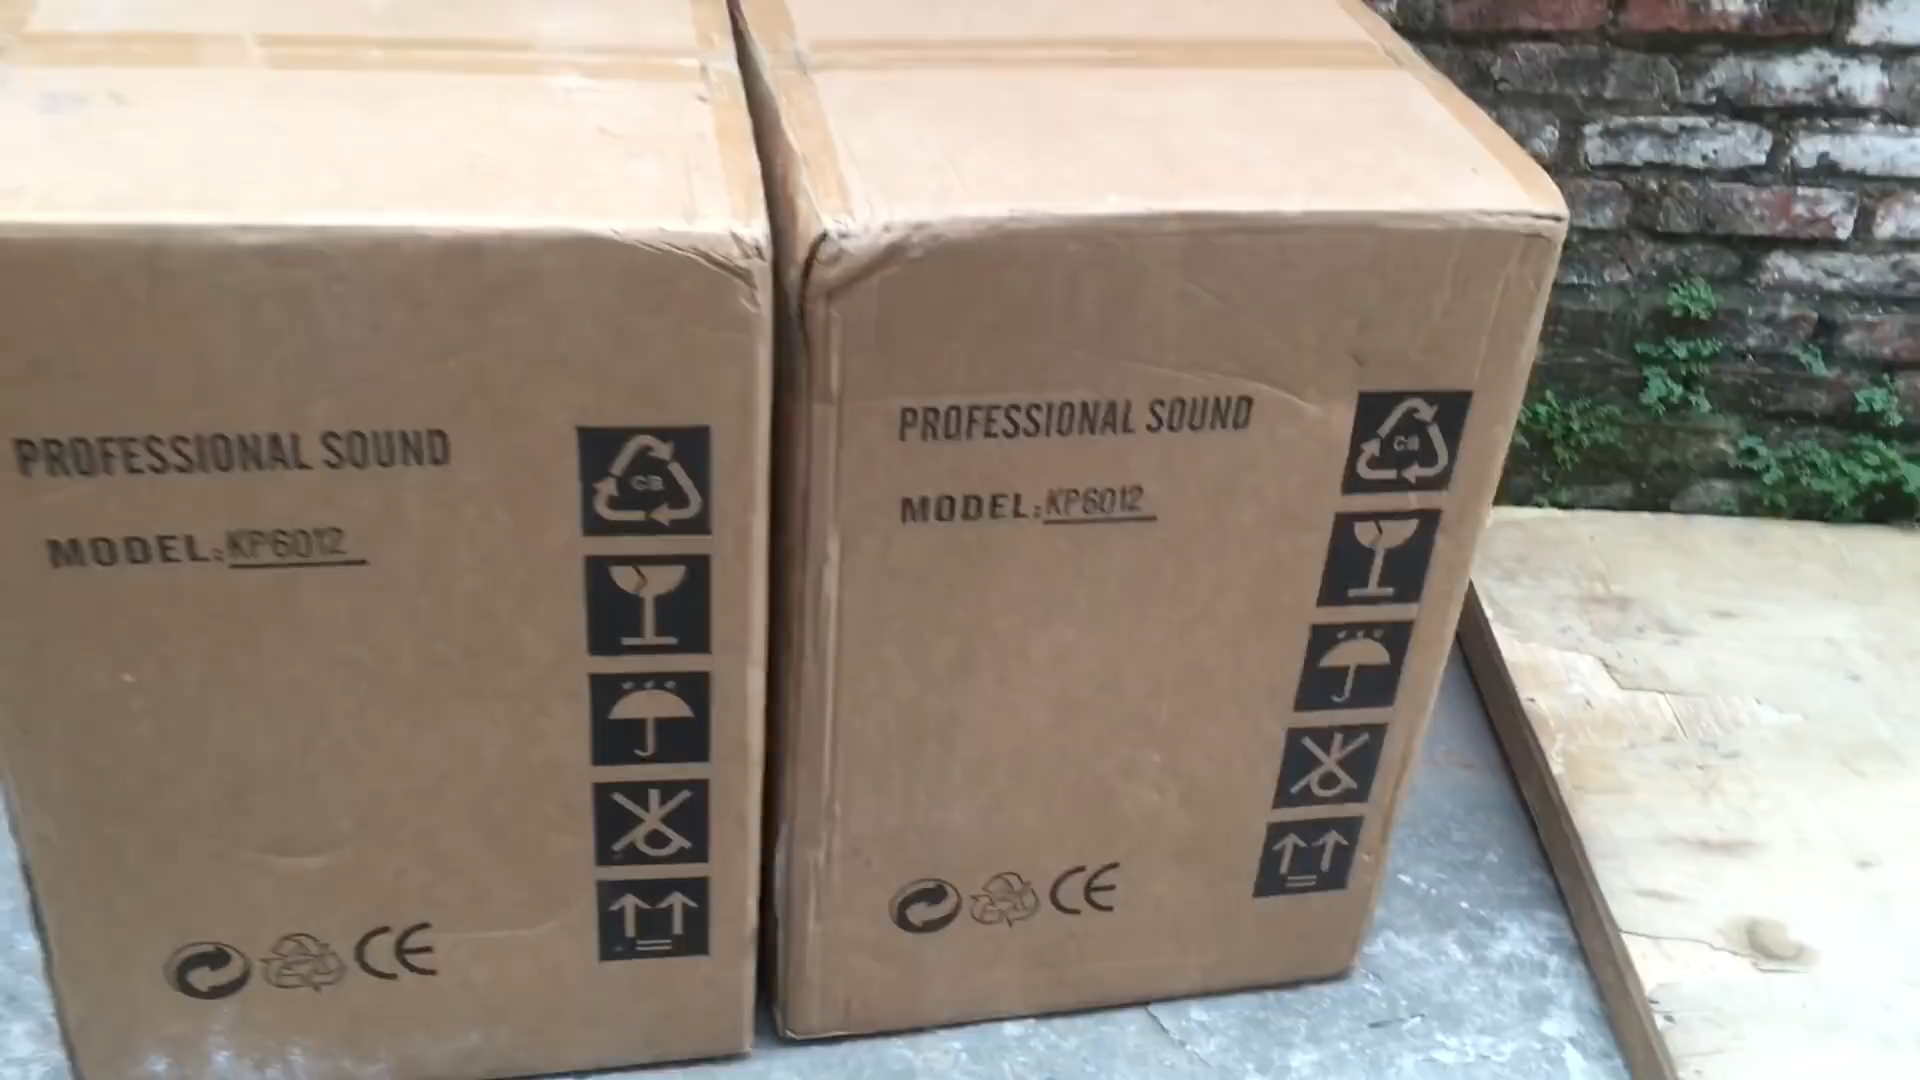 PROFESSIONAL SOUND
MODEL:KP6012
CB
CE
PROFESSIONAL SOUND
MODEL:KP6012
CB
CE